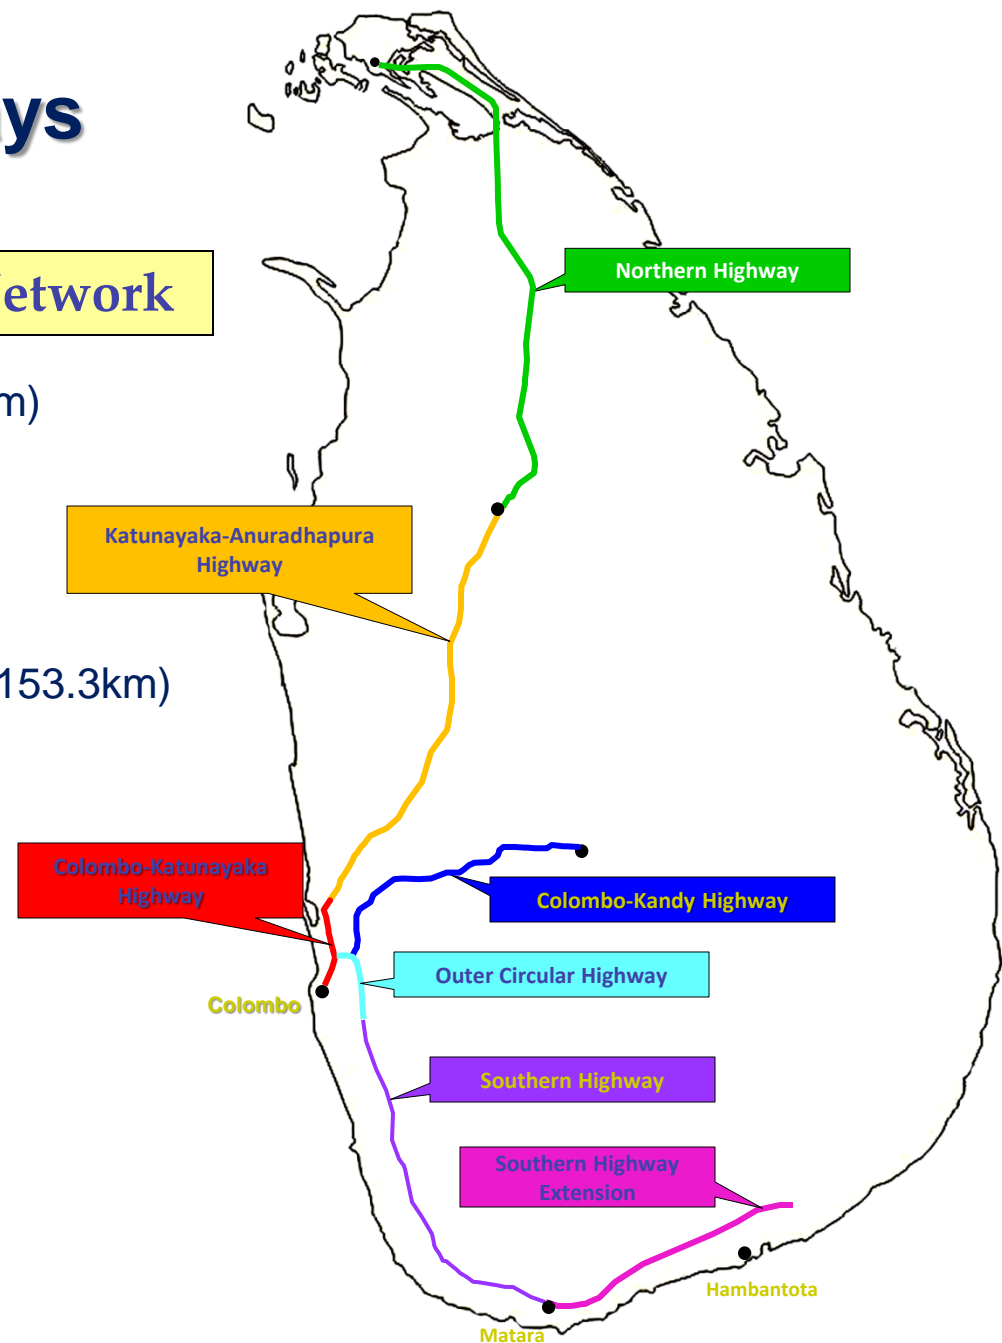 ys
Network
m)
153.3km)
Northern Highway
Katunayaka-Anuradhapura
Highway
Colombo-Katunayaka
Highway
Colombo-Kandy Highway
Outer Circular Highway
Colombo
Southern Highway
Southern Highway
Extension
Hambantota
Matara